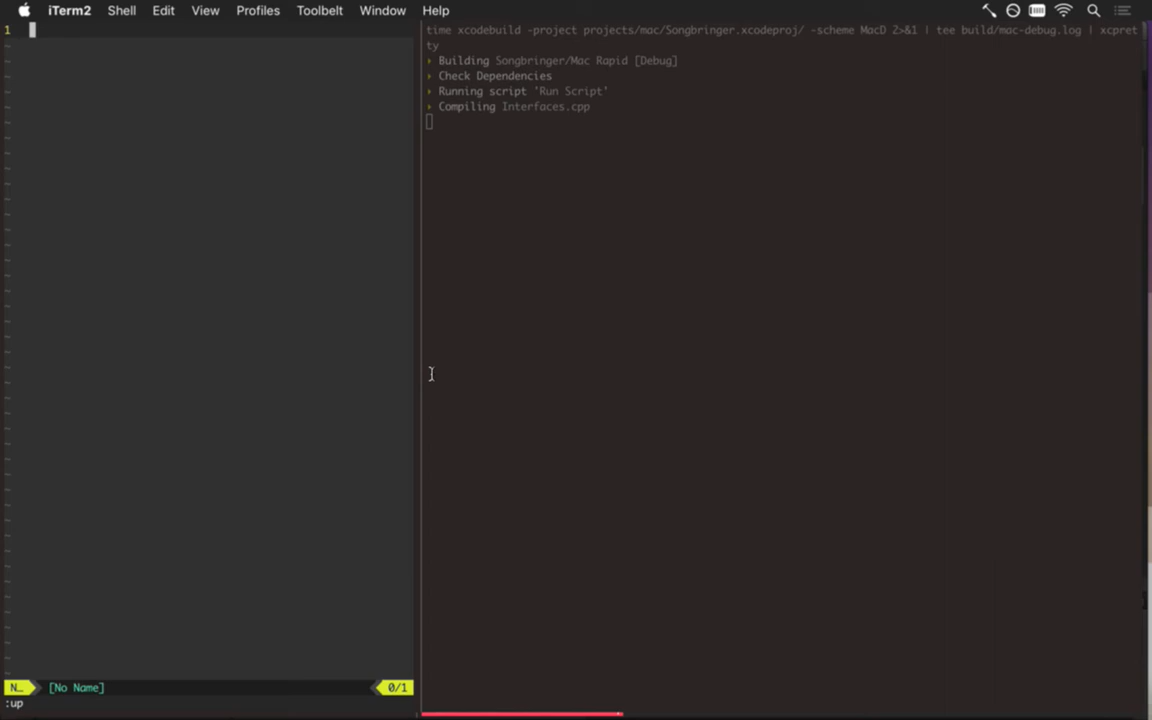 iTerm2 Shell Edit View Profiles Toolbelt Window Help
1
time xcodebuild -project projects/mac/Songbringer.xcodeproj/ -scheme MacD 2>&1 | tee build/mac-debug.log | xcpret
ty
▸ Building Songbringer/Mac Rapid [Debug]
▸ Check Dependencies
▸ Running script 'Run Script'
▸ Compiling Interfaces.cpp
N… [No Name] 0/1
:up